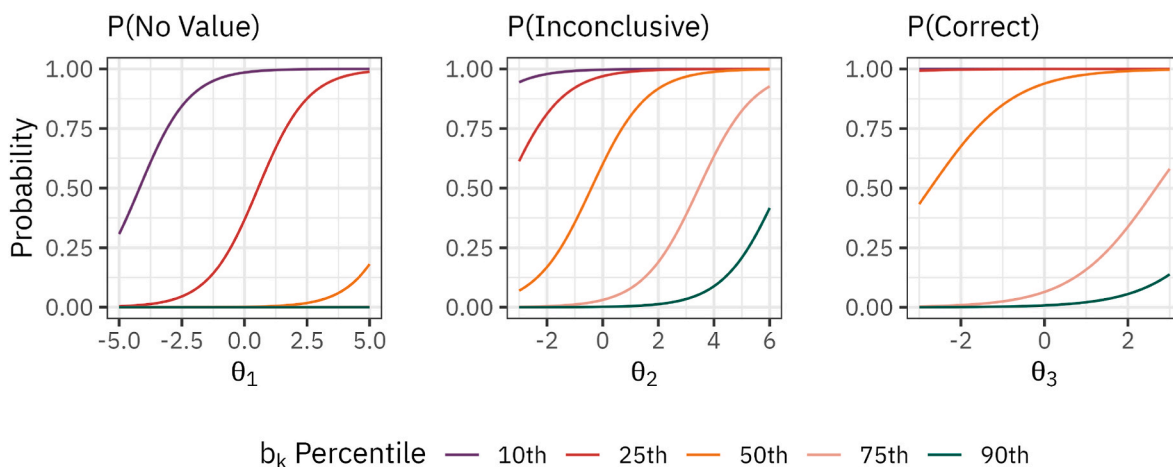 P(No Value) P(Inconclusive) P(Correct)
Probability
1.00 0.75 0.50 0.25 0.00
-5.0 -2.5 0.0 2.5 5.0
θ1
1.00 0.75 0.50 0.25 0.00
-2 0 2 4 6
θ2
1.00 0.75 0.50 0.25 0.00
-2 0 2
θ3
bk Percentile 10th 25th 50th 75th 90th